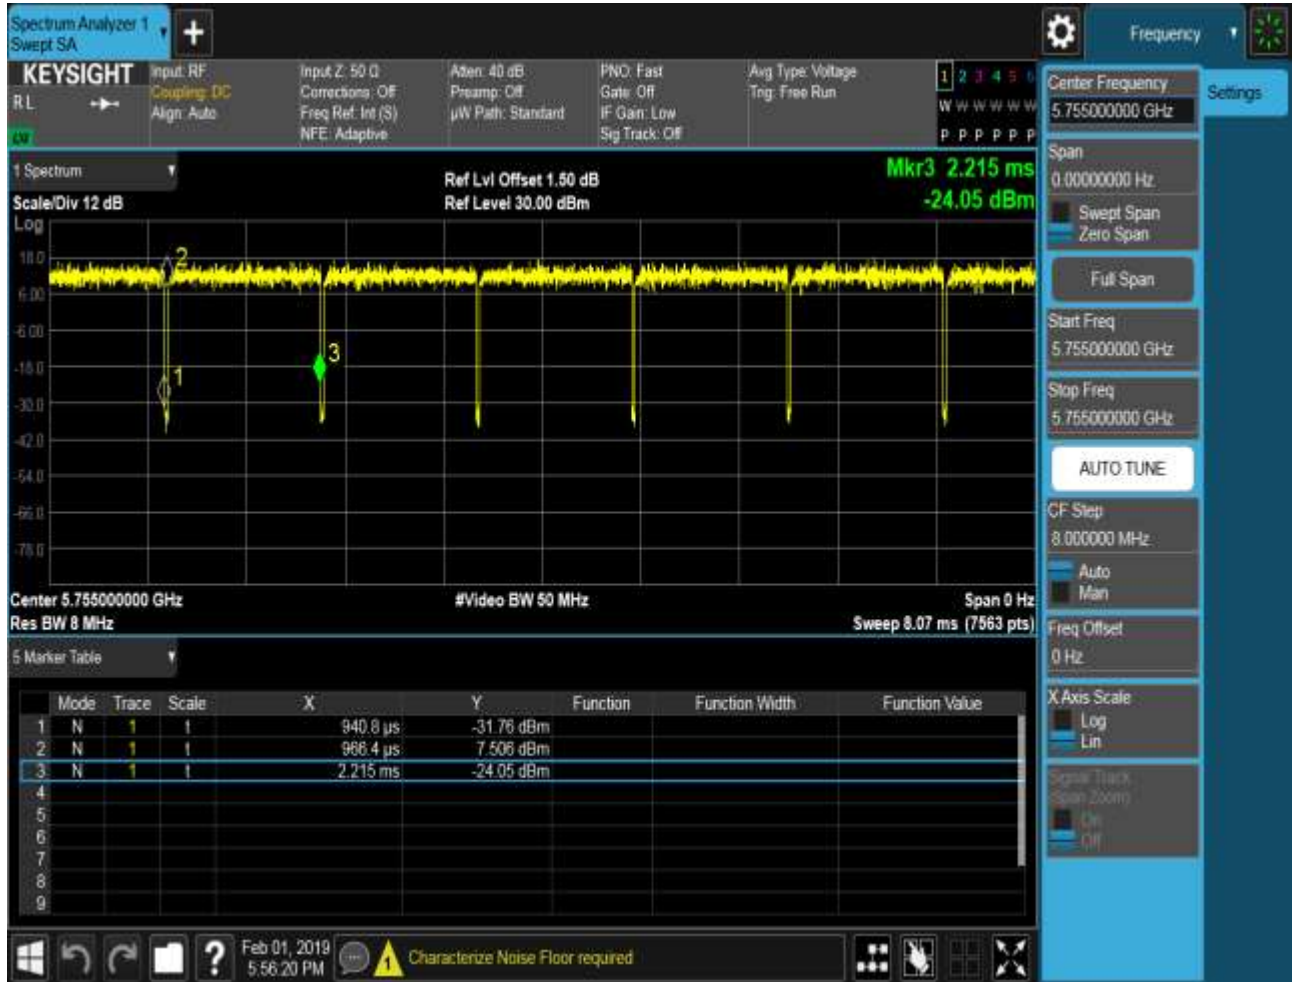 Spectrum Analyzer 1
Swept SA
+
Frequency
KEYSIGHT
R L
Input: RF
Coupling: DC
Align: Auto
Input Z: 50 Ω
Corrections: Off
Freq Ref: Int (S)
NFE: Adaptive
Atten: 40 dB
Preamp: Off
µW Path: Standard
PNO: Fast
Gate: Off
IF Gain: Low
Sig Track: Off
Avg Type: Voltage
Trig: Free Run
1 2 3 4 5 6
W W W W W W
P P P P P P
Center Frequency
5.755000000 GHz
Settings
Span
0.00000000 Hz
Swept Span
Zero Span
Full Span
Start Freq
5.755000000 GHz
Stop Freq
5.755000000 GHz
AUTO TUNE
CF Step
8.000000 MHz
Auto
Man
Freq Offset
0 Hz
X Axis Scale
Log
Lin
Signal Track
(Span Zoom)
On
Off
1 Spectrum
Scale/Div 12 dB
Ref Lvl Offset 1.50 dB
Ref Level 30.00 dBm
Mkr3 2.215 ms
-24.05 dBm
Log
18.0
6.00
-6.00
-18.0
-30.0
-42.0
-54.0
-66.0
-78.0
2
1
3
Center 5.755000000 GHz
Res BW 8 MHz
#Video BW 50 MHz
Span 0 Hz
Sweep 8.07 ms (7563 pts)
5 Marker Table
Mode Trace Scale X Y Function Function Width Function Value
1 N 1 t 940.8 µs -31.76 dBm
2 N 1 t 966.4 µs 7.506 dBm
3 N 1 t 2.215 ms -24.05 dBm
4
5
6
7
8
9
?
Feb 01, 2019
5:56:20 PM
1
Characterize Noise Floor required